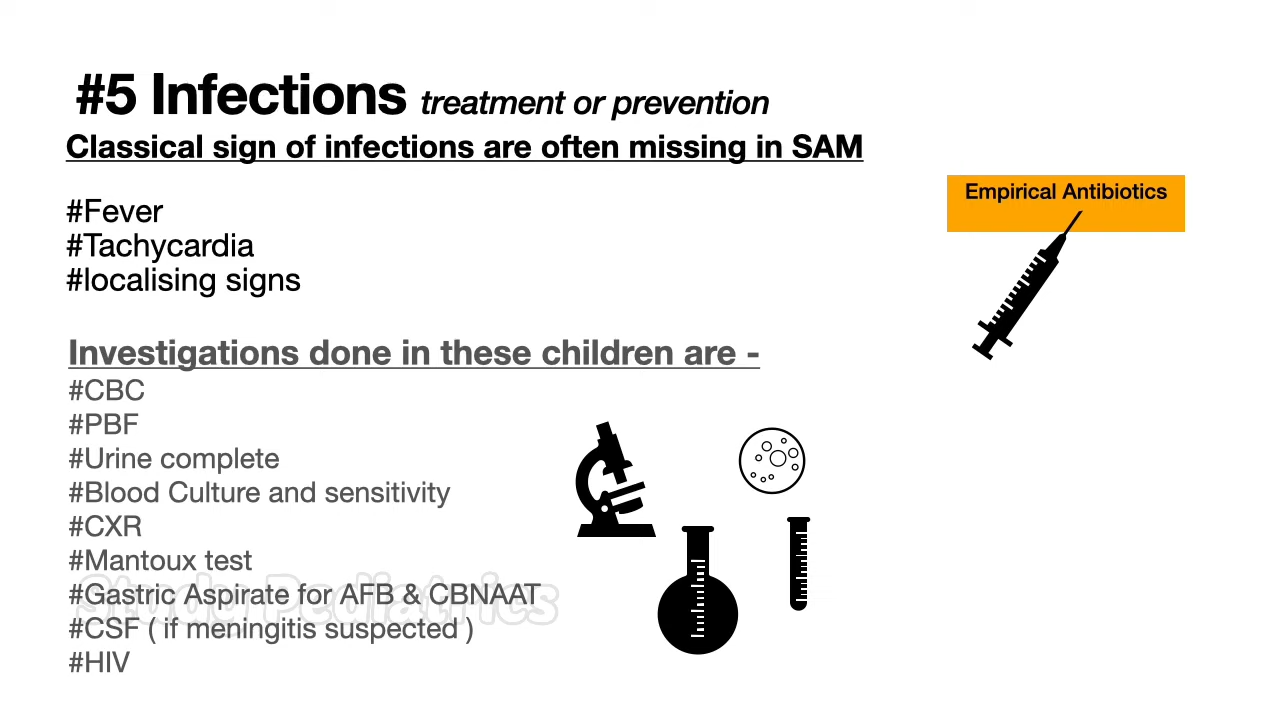 #5 Infections treatment or prevention
Classical sign of infections are often missing in SAM
#Fever
#Tachycardia
#localising signs
Empirical Antibiotics
Investigations done in these children are -
#CBC
#PBF
#Urine complete
#Blood Culture and sensitivity
#CXR
#Mantoux test
#Gastric Aspirate for AFB & CBNAAT
Study Pediatrics
#CSF ( if meningitis suspected )
#HIV